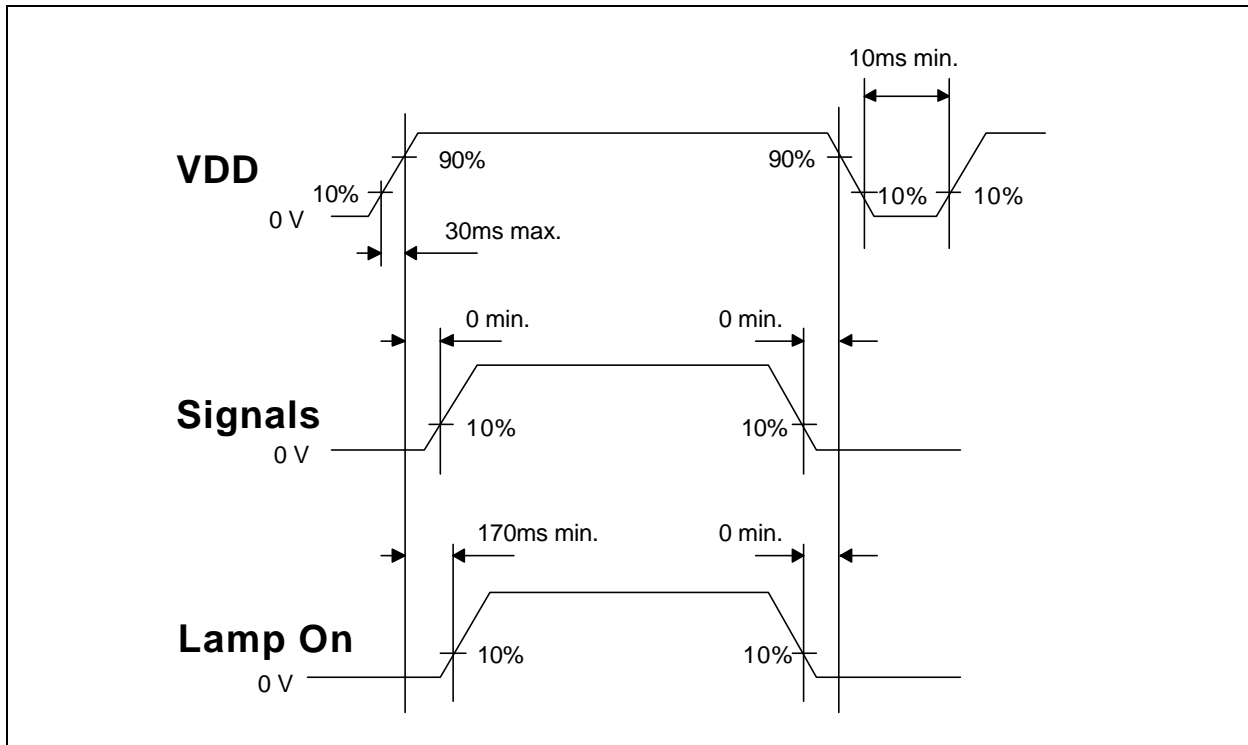 10ms min.
VDD
90%
90%
10%
10%
10%
0 V
30ms max.
0 min.
0 min.
Signals
10%
10%
0 V
170ms min.
0 min.
Lamp On
10%
10%
0 V